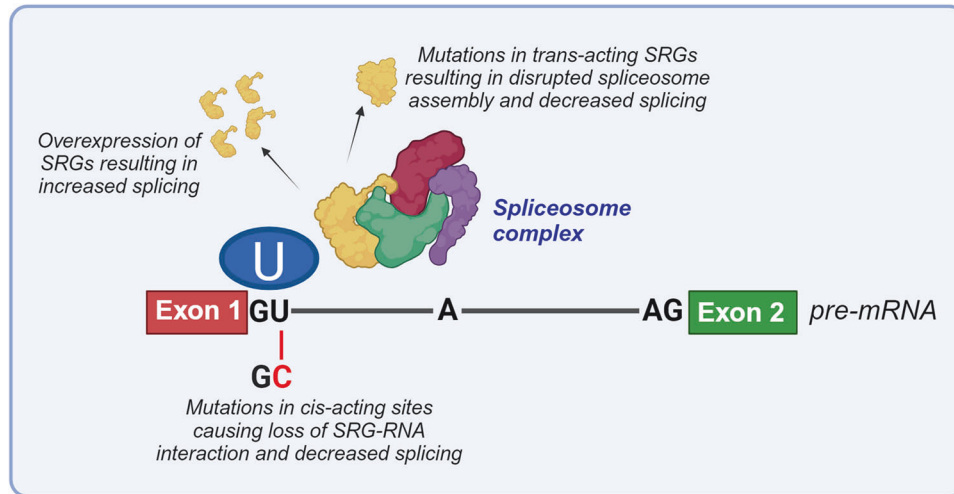 Mutations in trans-acting SRGs
resulting in disrupted spliceosome
assembly and decreased splicing
Overexpression of
SRGs resulting in
increased splicing
Spliceosome
complex
U
Exon 1 GU A AG Exon 2 pre-mRNA
GC
Mutations in cis-acting sites
causing loss of SRG-RNA
interaction and decreased splicing